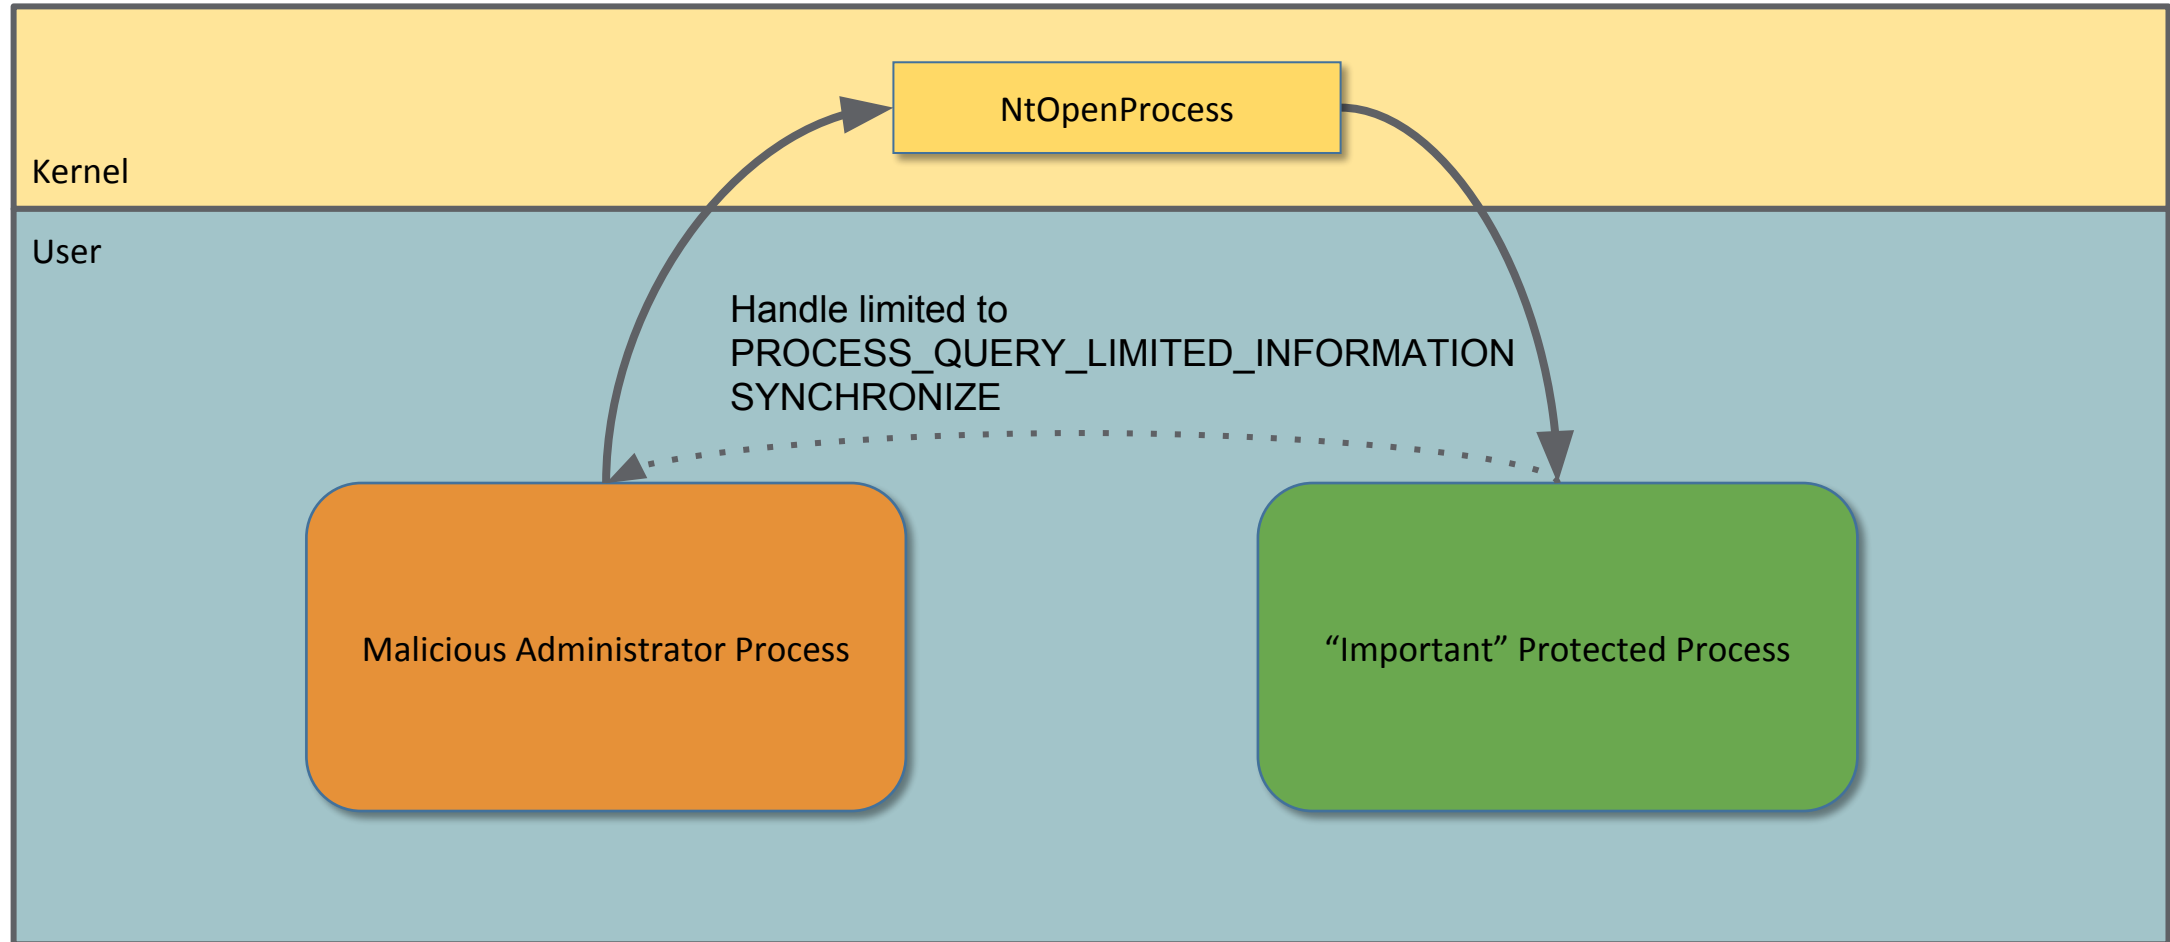 NtOpenProcess
Kernel
User
Handle limited to
PROCESS_QUERY_LIMITED_INFORMATION
SYNCHRONIZE
Malicious Administrator Process
“Important” Protected Process